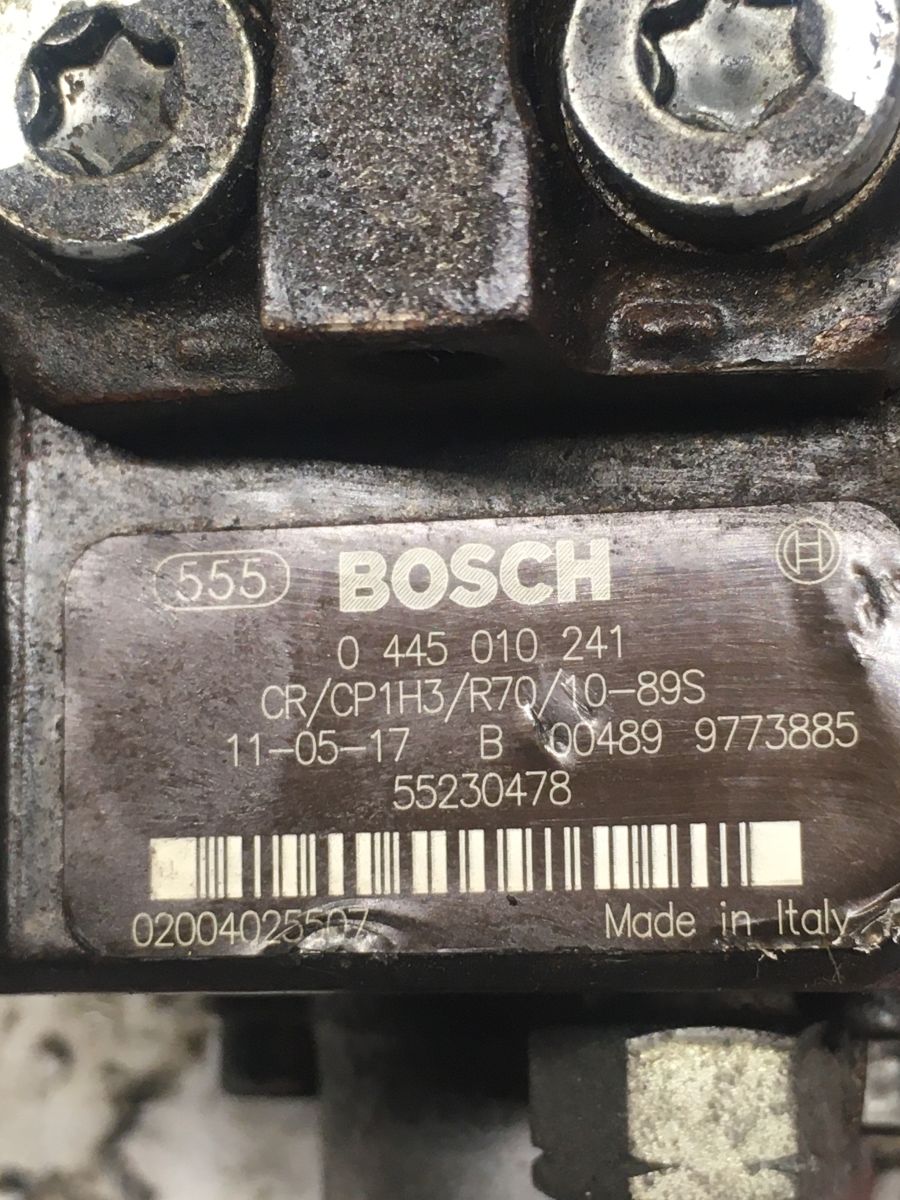 555 BOSCH
0 445 010 241
CR/CP1H3/R70/10-89S
11-05-17 B 00489 9773885
55230478
02004025507 Made in Italy